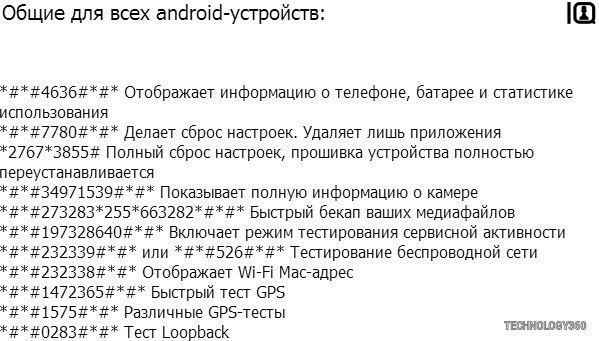 Общие для всех android-устройств:
*#*#4636#*#* Отображает информацию о телефоне, батарее и статистике
использования
*#*#7780#*#* Делает сброс настроек. Удаляет лишь приложения
*2767*3855# Полный сброс настроек, прошивка устройства полностью
переустанавливается
*#*#34971539#*#* Показывает полную информацию о камере
*#*#273283*255*663282*#*#* Быстрый бекап ваших медиафайлов
*#*#197328640#*#* Включает режим тестирования сервисной активности
*#*#232339#*#* или *#*#526#*#* Тестирование беспроводной сети
*#*#232338#*#* Отображает Wi-Fi Mac-адрес
*#*#1472365#*#* Быстрый тест GPS
*#*#1575#*#* Различные GPS-тесты
*#*#0283#*#* Тест Loopback
TECHNOLOGY360